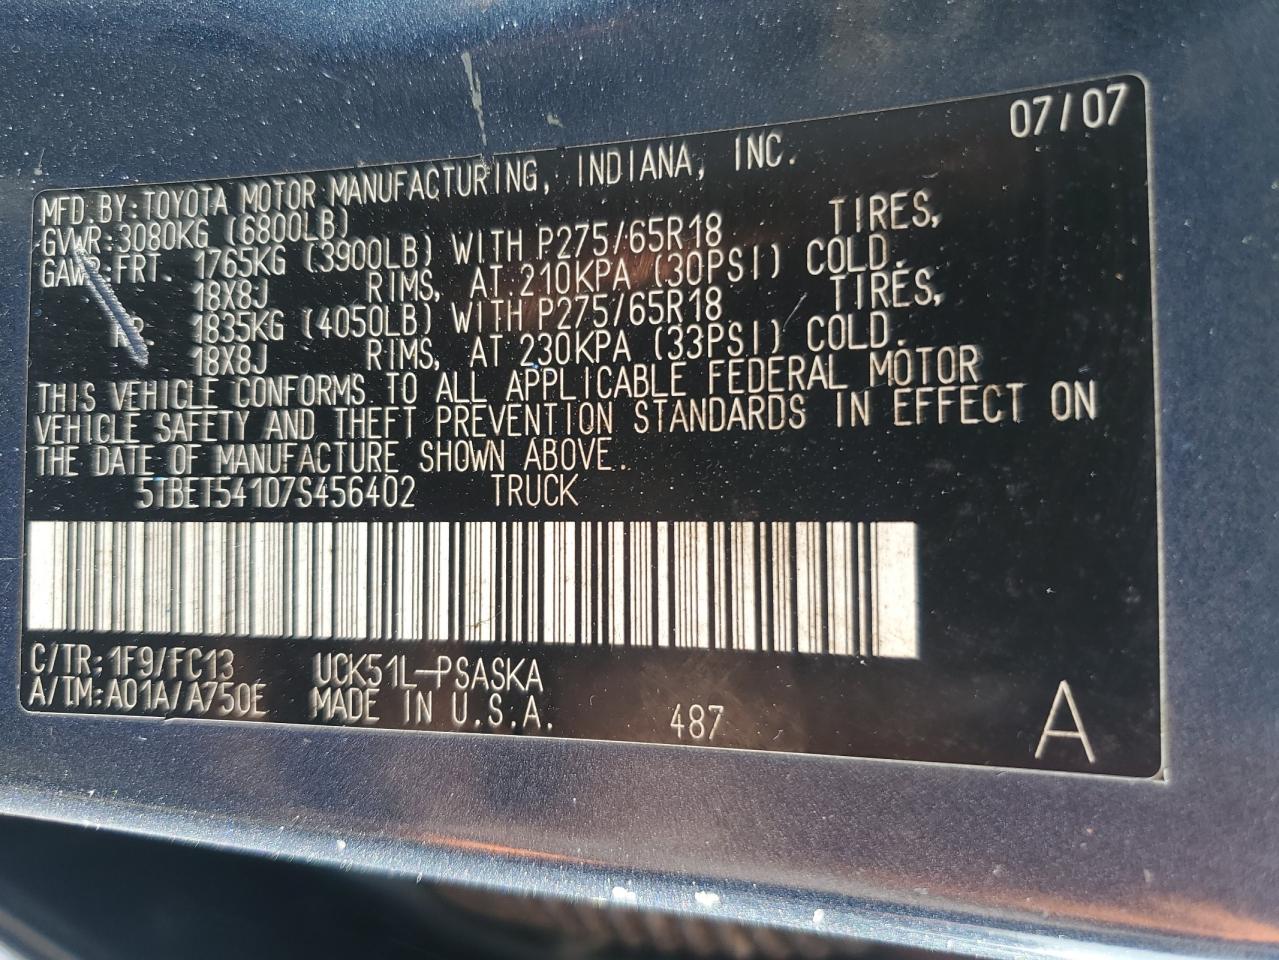 07/07
MFD.BY:TOYOTA MOTOR MANUFACTURING, INDIANA, INC.
GVWR:3080KG (6800LB)
GAWR:FRT. 1765KG (3900LB) WITH P275/65R18 TIRES,
18X8J RIMS, AT 210KPA (30PSI) COLD.
RR. 1835KG (4050LB) WITH P275/65R18 TIRES,
18X8J RIMS, AT 230KPA (33PSI) COLD.
THIS VEHICLE CONFORMS TO ALL APPLICABLE FEDERAL MOTOR
VEHICLE SAFETY AND THEFT PREVENTION STANDARDS IN EFFECT ON
THE DATE OF MANUFACTURE SHOWN ABOVE.
5TBET54107S456402 TRUCK
C/TR:1F9/FC13 UCK51L-PSASKA
A/TM:A01A/A750E MADE IN U.S.A. 487 A